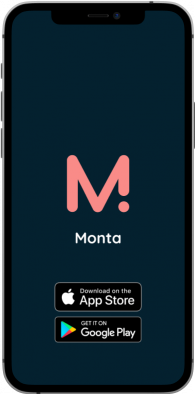 M!
Monta
Download on the
App Store
GET IT ON
Google Play